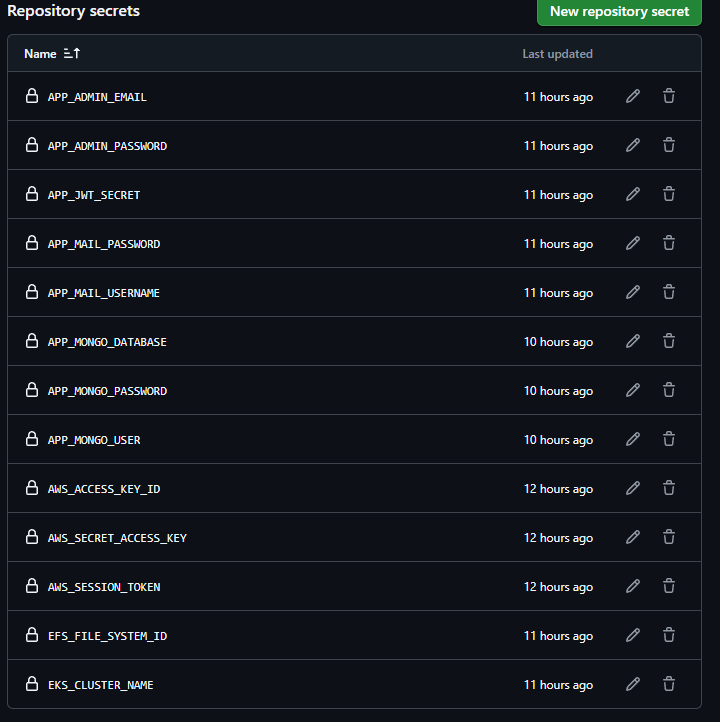 Repository secrets
New repository secret
Name
Last updated
APP_ADMIN_EMAIL 11 hours ago
APP_ADMIN_PASSWORD 11 hours ago
APP_JWT_SECRET 11 hours ago
APP_MAIL_PASSWORD 11 hours ago
APP_MAIL_USERNAME 11 hours ago
APP_MONGO_DATABASE 10 hours ago
APP_MONGO_PASSWORD 10 hours ago
APP_MONGO_USER 10 hours ago
AWS_ACCESS_KEY_ID 12 hours ago
AWS_SECRET_ACCESS_KEY 12 hours ago
AWS_SESSION_TOKEN 12 hours ago
EFS_FILE_SYSTEM_ID 11 hours ago
EKS_CLUSTER_NAME 11 hours ago